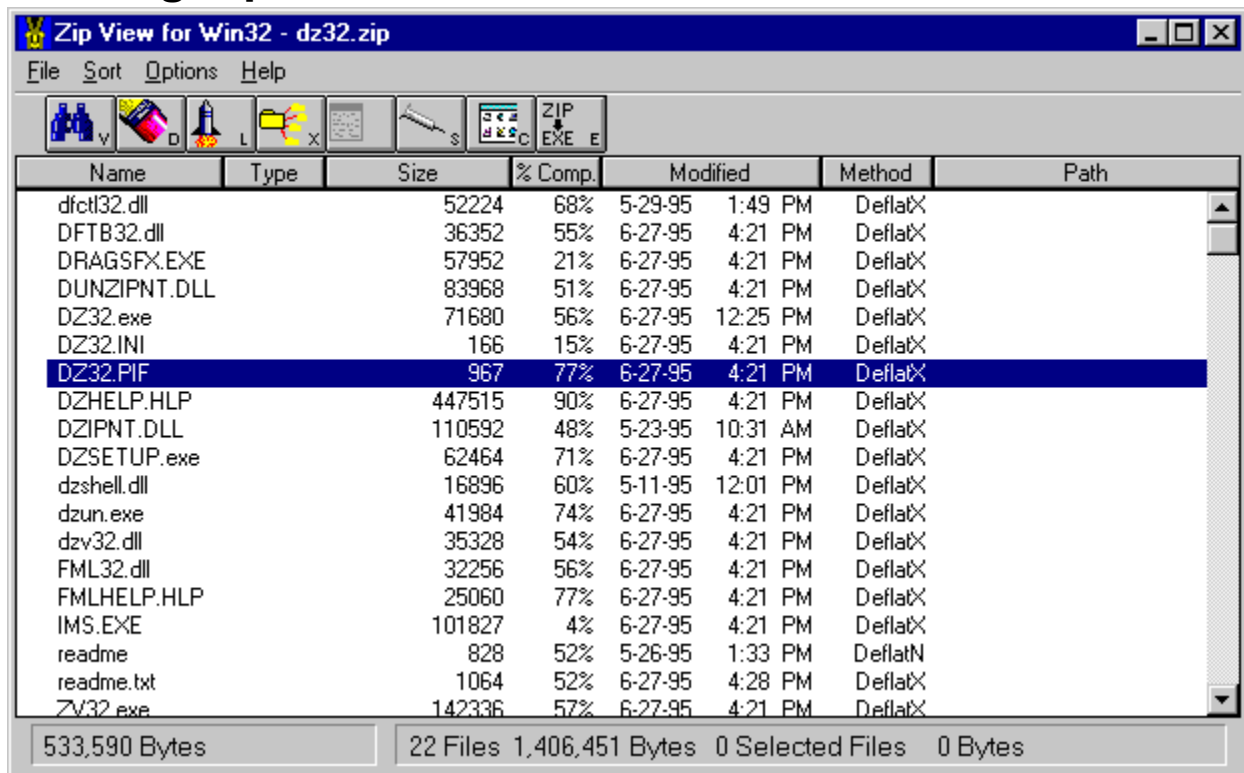 Zip View for Win32 - dz32.zip
File Sort Options Help
V D L X S C ZIP EXE E
Name Type Size % Comp. Modified Method Path
dfctl32.dll 52224 68% 5-29-95 1:49 PM DeflatX
DFTB32.dll 36352 55% 6-27-95 4:21 PM DeflatX
DRAGSFX.EXE 57952 21% 6-27-95 4:21 PM DeflatX
DUNZIPNT.DLL 83968 51% 6-27-95 4:21 PM DeflatX
DZ32.exe 71680 56% 6-27-95 12:25 PM DeflatX
DZ32.INI 166 15% 6-27-95 4:21 PM DeflatX
DZ32.PIF 967 77% 6-27-95 4:21 PM DeflatX
DZHELP.HLP 447515 90% 6-27-95 4:21 PM DeflatX
DZIPNT.DLL 110592 48% 5-23-95 10:31 AM DeflatX
DZSETUP.exe 62464 71% 6-27-95 4:21 PM DeflatX
dzshell.dll 16896 60% 5-11-95 12:01 PM DeflatX
dzun.exe 41984 74% 6-27-95 4:21 PM DeflatX
dzv32.dll 35328 54% 6-27-95 4:21 PM DeflatX
FML32.dll 32256 56% 6-27-95 4:21 PM DeflatX
FMLHELP.HLP 25060 77% 6-27-95 4:21 PM DeflatX
IMS.EXE 101827 4% 6-27-95 4:21 PM DeflatX
readme 828 52% 5-26-95 1:33 PM DeflatN
readme.txt 1064 52% 6-27-95 4:28 PM DeflatX
ZV32.exe 142336 57% 6-27-95 4:21 PM DeflatX
533,590 Bytes 22 Files 1,406,451 Bytes 0 Selected Files 0 Bytes